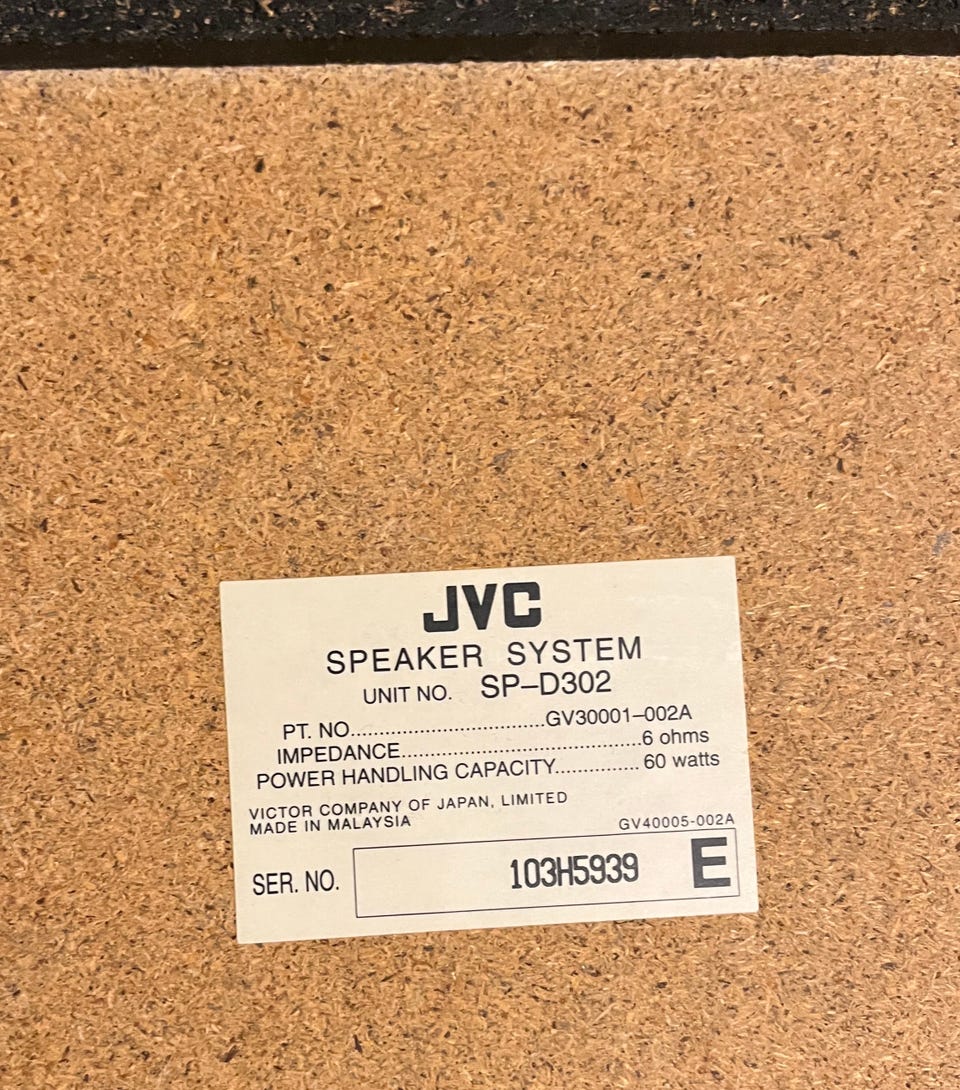 JVC
SPEAKER SYSTEM
UNIT NO. SP–D302
PT. NO..............................GV30001–002A
IMPEDANCE..........................................6 ohms
POWER HANDLING CAPACITY............... 60 watts
VICTOR COMPANY OF JAPAN, LIMITED
MADE IN MALAYSIA
GV40005-002A
SER. NO. 103H5939 E